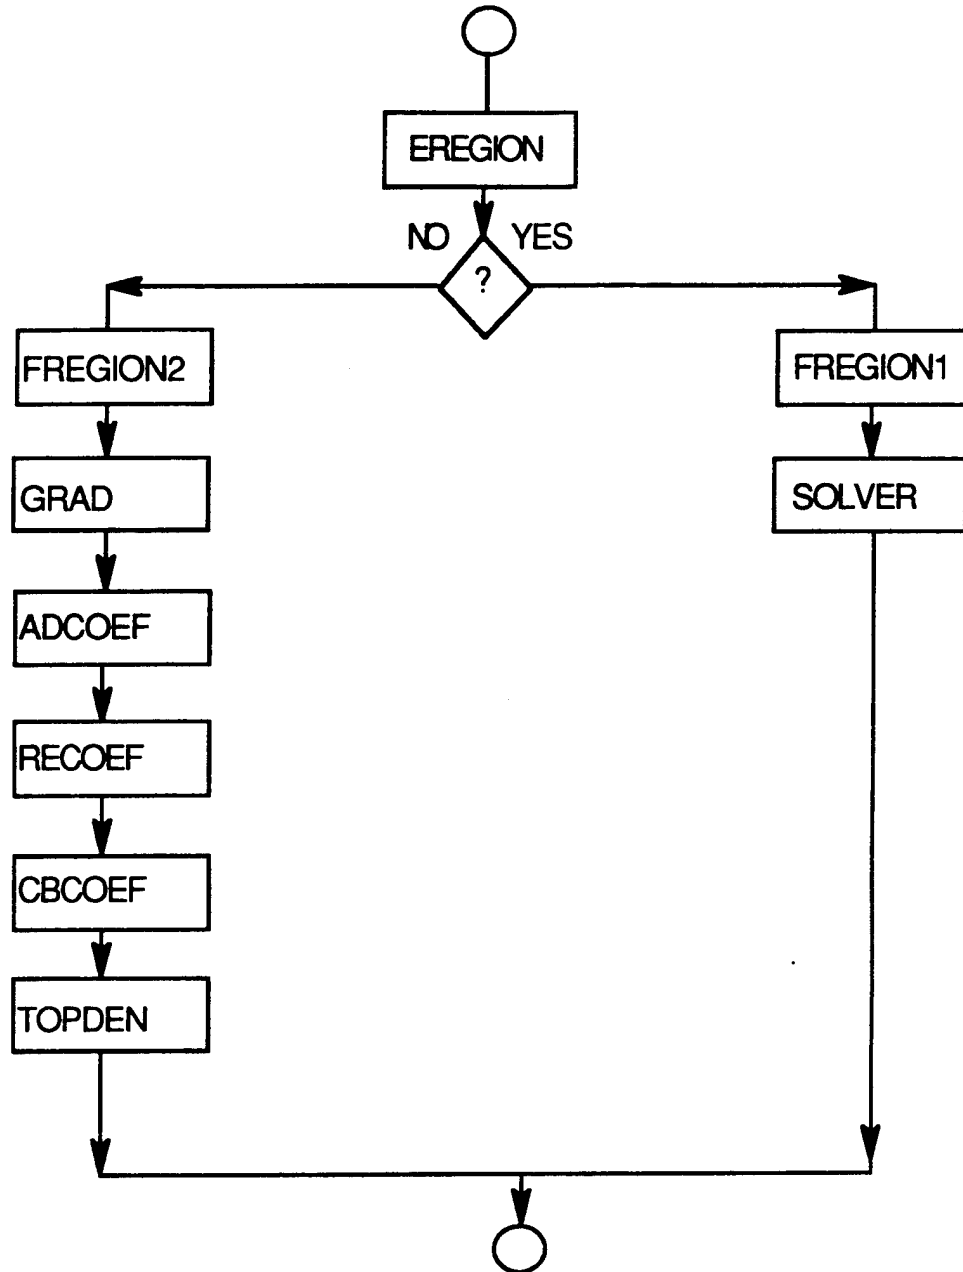 EREGION
NO YES
?
FREGION2
FREGION1
GRAD
SOLVER
ADCOEF
RECOEF
CBCOEF
TOPDEN